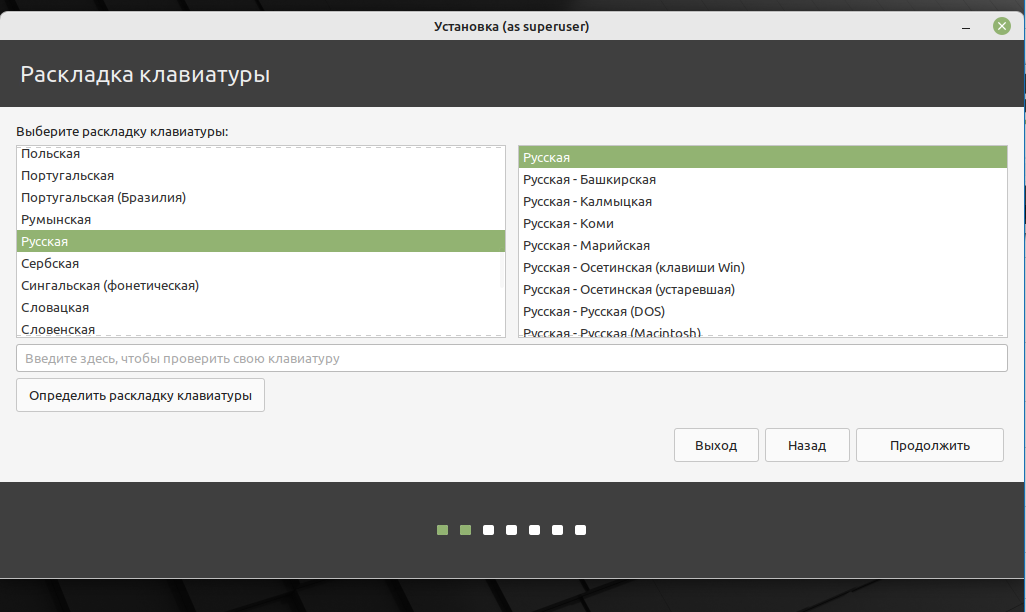 Установка (as superuser)
Раскладка клавиатуры
Выберите раскладку клавиатуры:
Польская
Португальская
Португальская (Бразилия)
Румынская
Русская
Сербская
Сингальская (фонетическая)
Словацкая
Словенская
Русская
Русская - Башкирская
Русская - Калмыцкая
Русская - Коми
Русская - Марийская
Русская - Осетинская (клавиши Win)
Русская - Осетинская (устаревшая)
Русская - Русская (DOS)
Русская - Русская (Macintosh)
Введите здесь, чтобы проверить свою клавиатуру
Определить раскладку клавиатуры
Выход
Назад
Продолжить